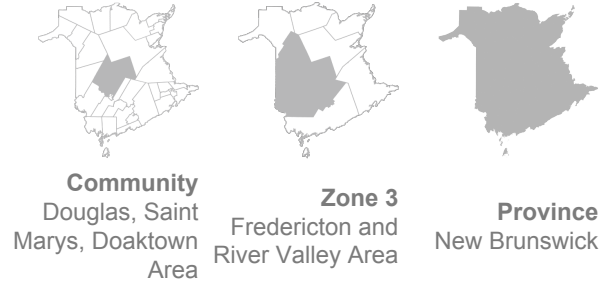 Community
Douglas, Saint
Marys, Doaktown
Area
Zone 3
Fredericton and
River Valley Area
Province
New Brunswick